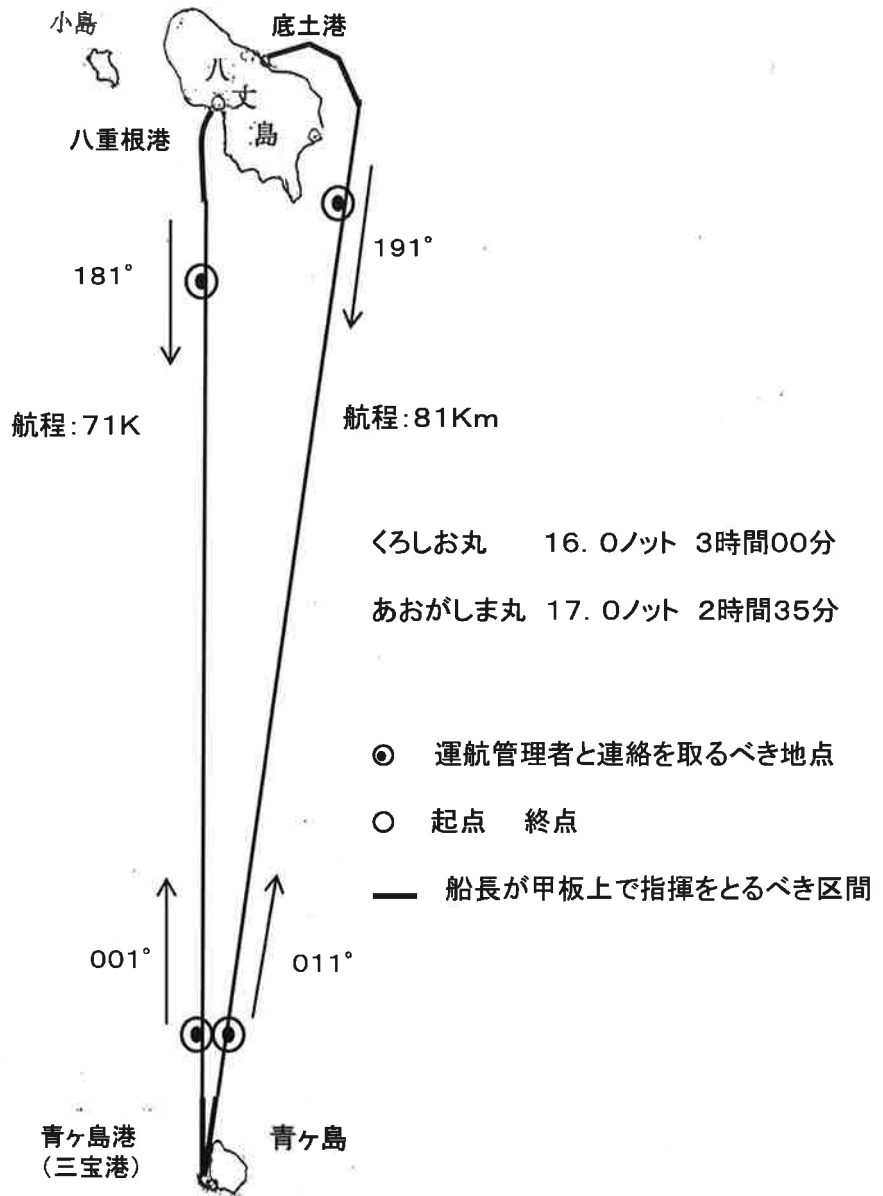 小島
底土港
八
丈
島
八重根港
181°
191°
航程:71K
航程:81Km
くろしお丸 16.0ノット 3時間00分
あおがしま丸 17.0ノット 2時間35分
運航管理者と連絡を取るべき地点
起点 終点
船長が甲板上で指揮をとるべき区間
001°
011°
青ヶ島港
(三宝港)
青ヶ島